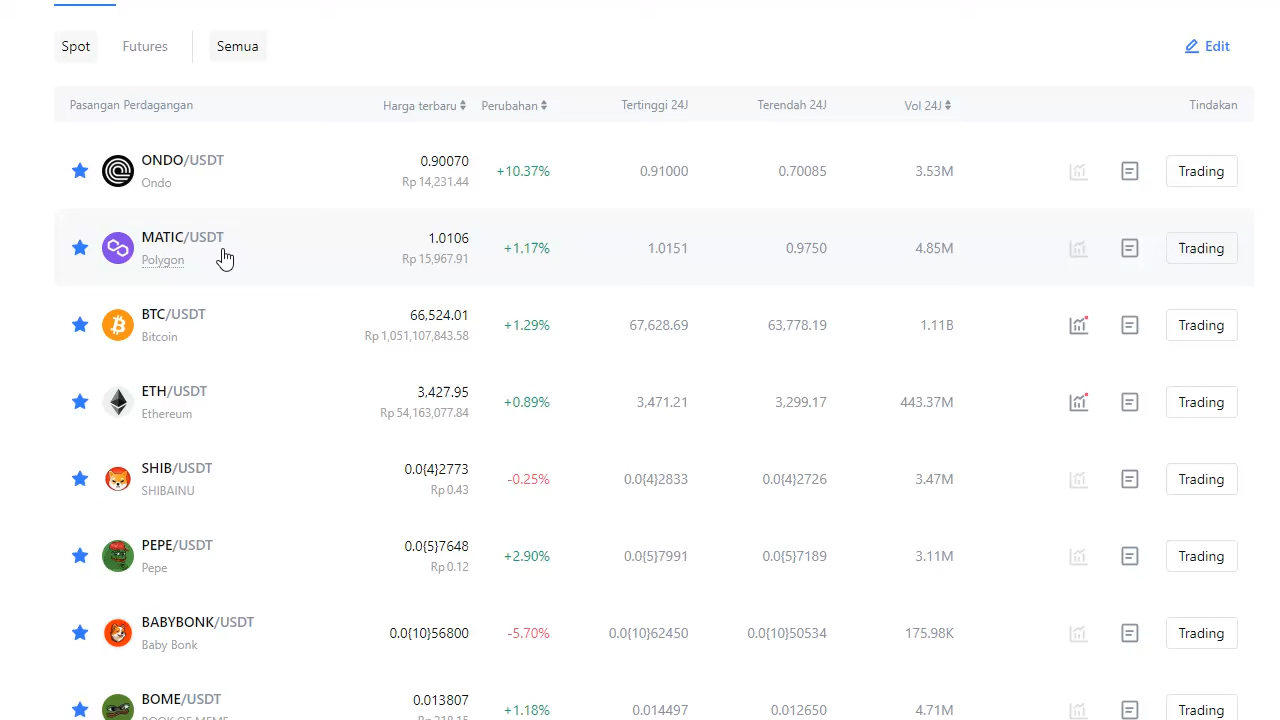 Spot Futures Semua Edit
Pasangan Perdagangan Harga terbaru Perubahan Tertinggi 24J Terendah 24J Vol 24J Tindakan
ONDO/USDT 0.90070 +10.37% 0.91000 0.70085 3.53M Trading
Ondo Rp 14,231.44
MATIC/USDT 1.0106 +1.17% 1.0151 0.9750 4.85M Trading
Polygon Rp 15,967.91
BTC/USDT 66,524.01 +1.29% 67,628.69 63,778.19 1.11B Trading
Bitcoin Rp 1,051,107,843.58
ETH/USDT 3,427.95 +0.89% 3,471.21 3,299.17 443.37M Trading
Ethereum Rp 54,163,077.84
SHIB/USDT 0.0{4}2773 -0.25% 0.0{4}2833 0.0{4}2726 3.47M Trading
SHIBAINU Rp 0.43
PEPE/USDT 0.0{5}7648 +2.90% 0.0{5}7991 0.0{5}7189 3.11M Trading
Pepe Rp 0.12
BABYBONK/USDT 0.0{10}56800 -5.70% 0.0{10}62450 0.0{10}50534 175.98K Trading
Baby Bonk
BOME/USDT 0.013807 +1.18% 0.014497 0.012650 4.71M Trading
BOOK OF MEME Rp 218.15